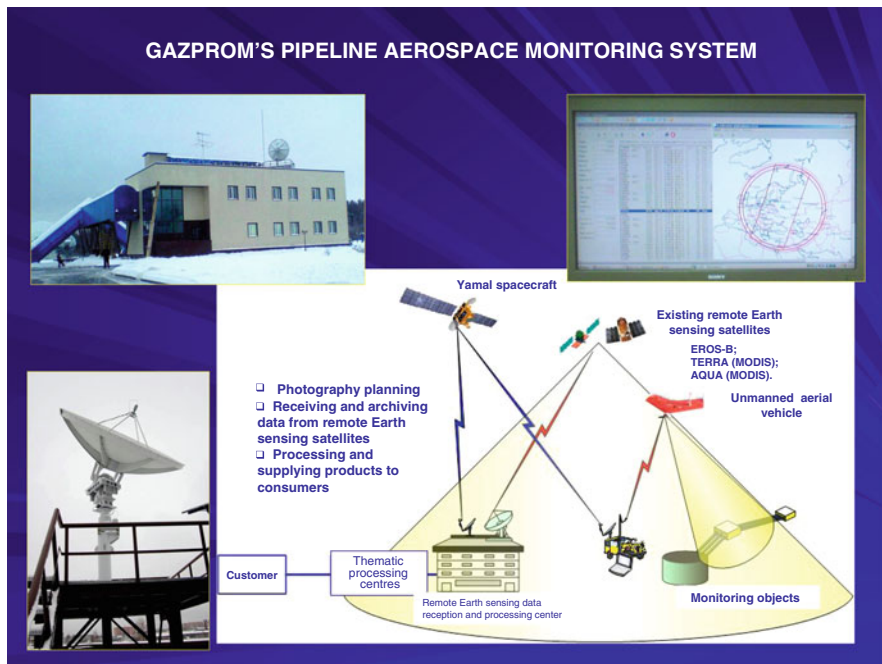 GAZPROM'S PIPELINE AEROSPACE MONITORING SYSTEM
SONY
Yamal spacecraft
Existing remote Earth
sensing satellites
EROS-B;
TERRA (MODIS);
AQUA (MODIS).
Unmanned aerial
vehicle
❑ Photography planning
❑ Receiving and archiving
data from remote Earth
sensing satellites
❑ Processing and
supplying products to
consumers
Customer
Thematic
processing
centres
Remote Earth sensing data
reception and processing center
Monitoring objects